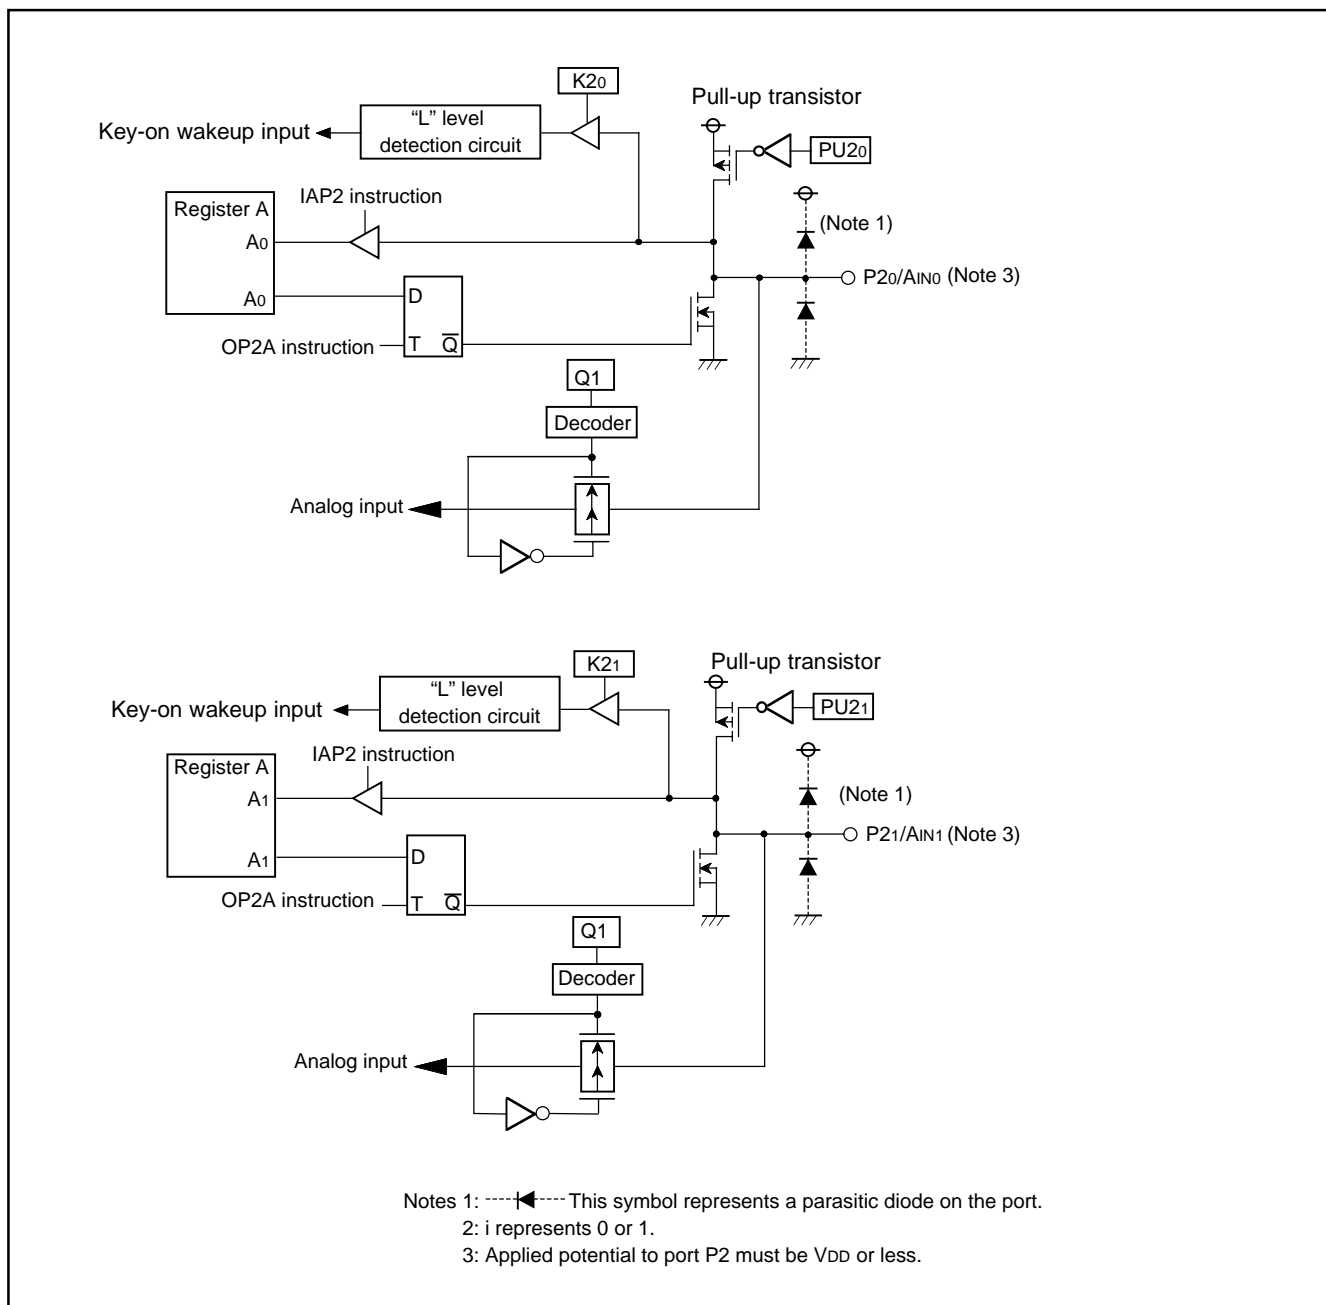 K20
Pull-up transistor
"L" level
detection circuit
Key-on wakeup input
PU20
IAP2 instruction
Register A
(Note 1)
A0
P20/AIN0 (Note 3)
A0
D
OP2A instruction
T Q
Q1
Decoder
Analog input
K21
Pull-up transistor
"L" level
detection circuit
Key-on wakeup input
PU21
IAP2 instruction
Register A
(Note 1)
A1
P21/AIN1 (Note 3)
A1
D
OP2A instruction
T Q
Q1
Decoder
Analog input
Notes 1: This symbol represents a parasitic diode on the port.
2: i represents 0 or 1.
3: Applied potential to port P2 must be VDD or less.